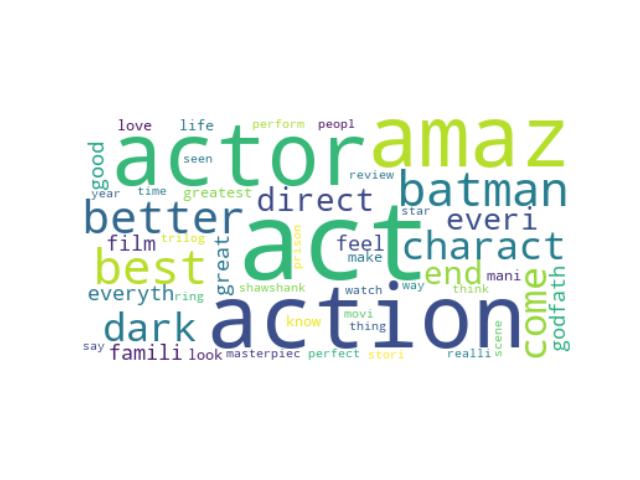 love life perform peopl amaz
good actor seen
review
year time greatest direct batman
better star everi
film trilog great act prison feel charact
best make end mani
everyth ring shawshank watch way think come godfath
dark action know movi thing scene
say famili look masterpiec perfect stori realli